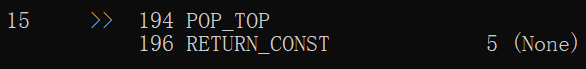 15 >> 194 POP_TOP
196 RETURN_CONST 5 (None)